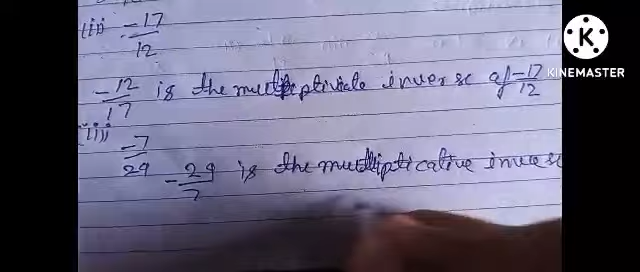 (ii) -17/12
-12/17 is the multiplivate inverse of -17/12
(iii) -7/29
-29/7 is the multiplicative inverse
KINEMASTER